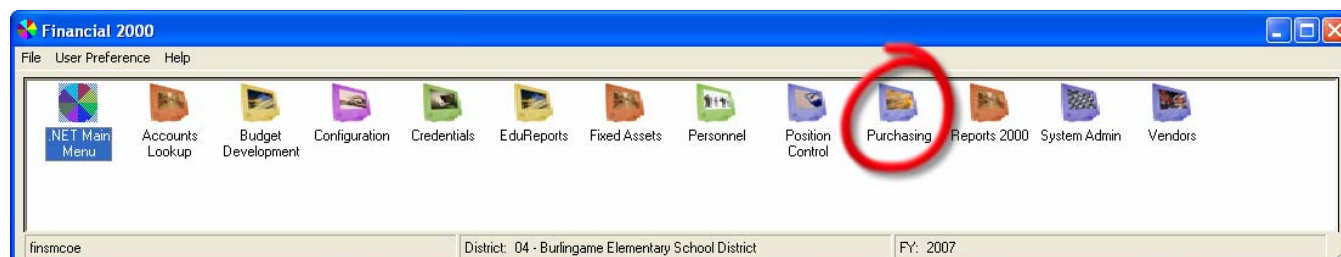 Financial 2000
File User Preference Help
.NET Main Menu
Accounts Lookup
Budget Development
Configuration
Credentials
EduReports
Fixed Assets
Personnel
Position Control
Purchasing
Reports 2000
System Admin
Vendors
finsmcoe
District: 04 - Burlingame Elementary School District
FY: 2007